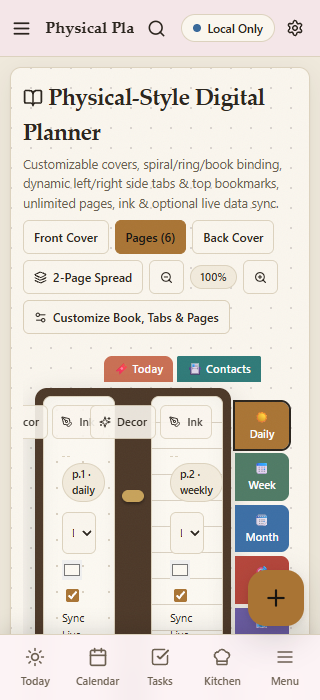 Physical Pla
Local Only
Physical-Style Digital
Planner
Customizable covers, spiral/ring/book binding,
dynamic left/right side tabs & top bookmarks,
unlimited pages, ink & optional live data sync.
Front Cover
Pages (6)
Back Cover
2-Page Spread
100%
Customize Book, Tabs & Pages
Today
Contacts
cor
Ink
Decor
Ink
Daily
p.1 ·
daily
p.2 ·
weekly
Week
Month
Sync
Sync
Today
Calendar
Tasks
Kitchen
Menu